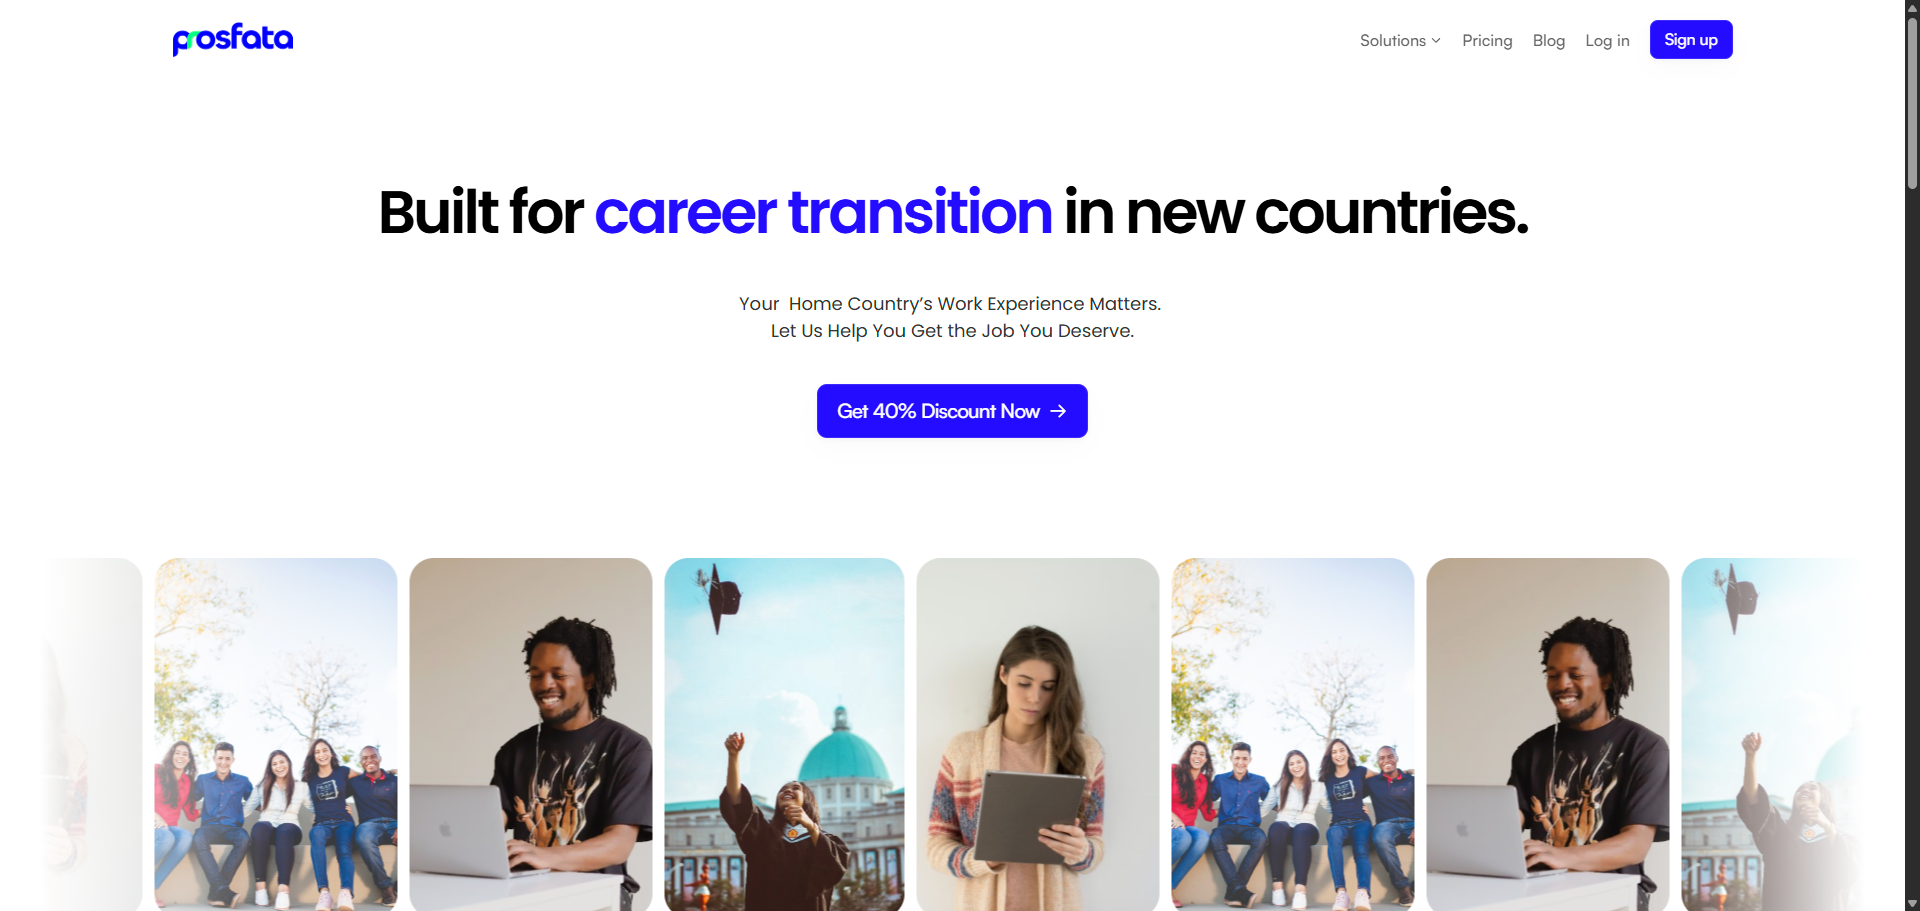 prosfata
Solutions
Pricing
Blog
Log in
Sign up
Built for career transition in new countries.
Your  Home Country’s Work Experience Matters.
Let Us Help You Get the Job You Deserve.
Get 40% Discount Now →